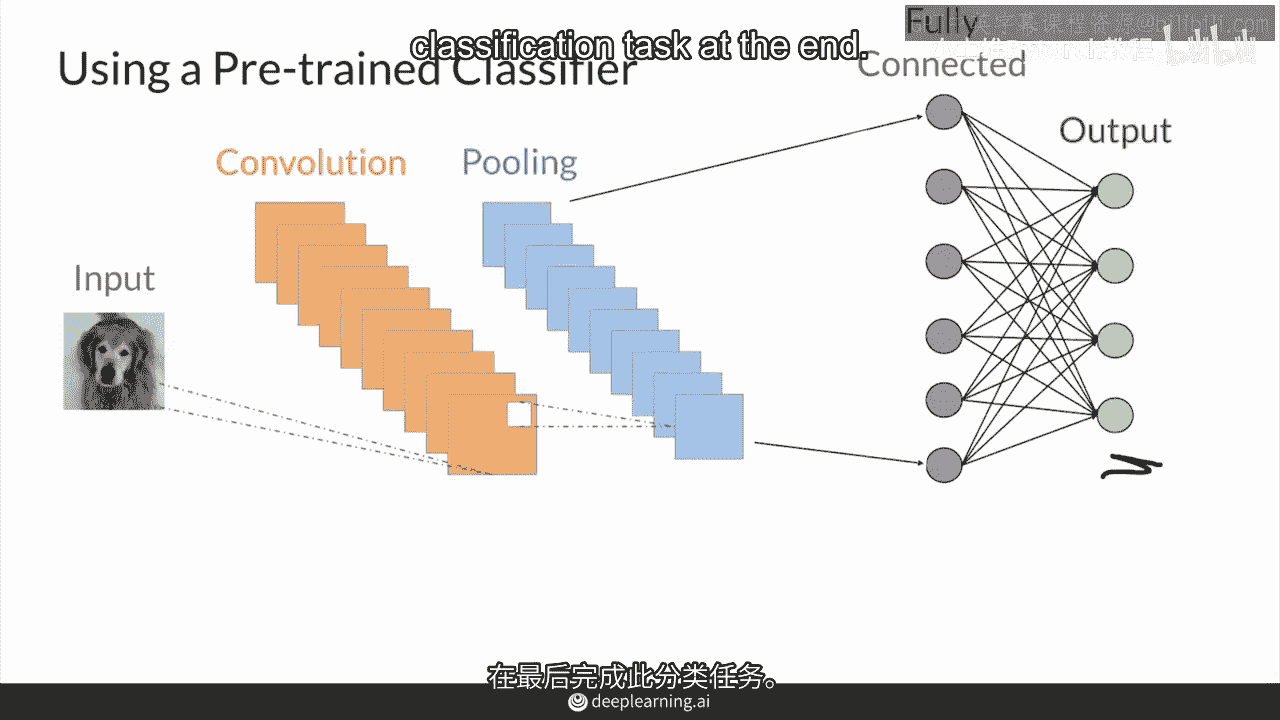 classification task at the end.
Using a Pre-trained Classifier
Fully
Connected
Output
Convolution
Pooling
Input
在最后完成此分类任务。
deeplearning.ai